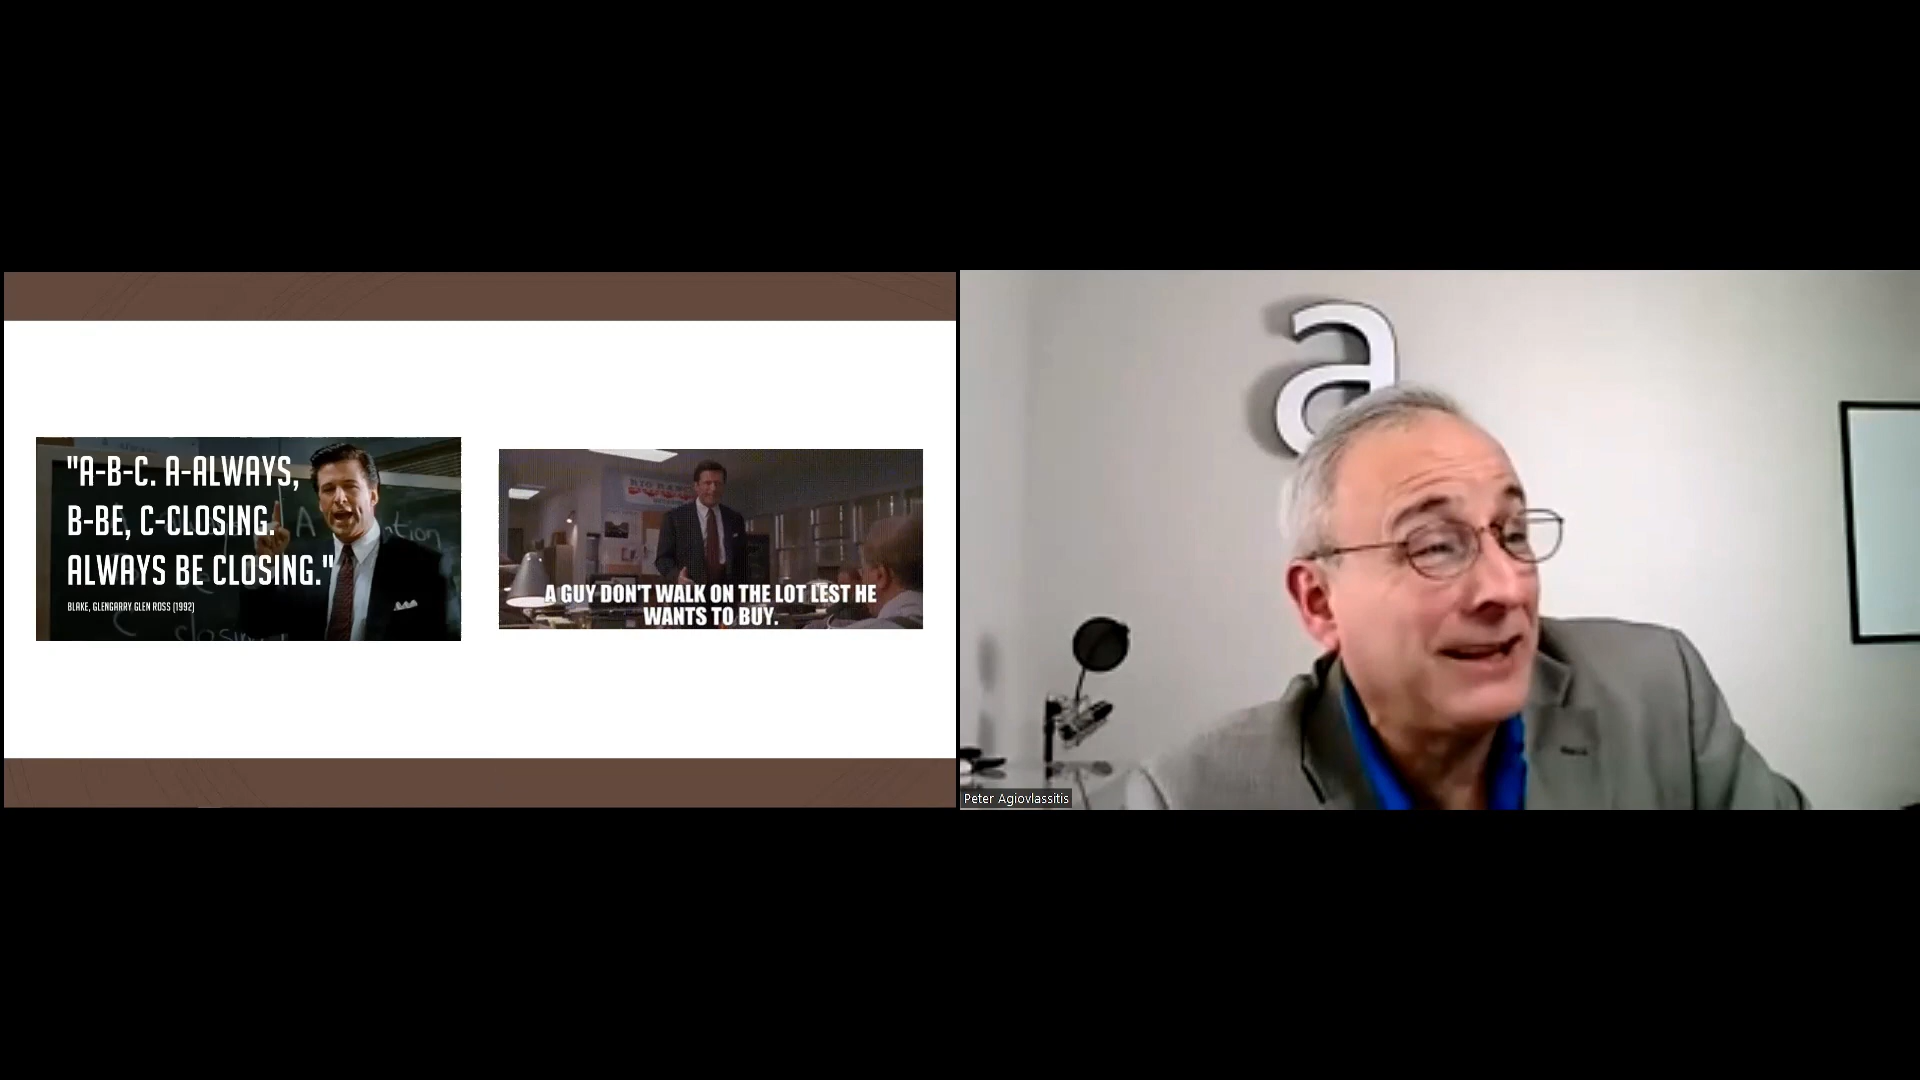 "A-B-C. A-ALWAYS,
B-BE, C-CLOSING.
ALWAYS BE CLOSING."
BLAKE, GLENGARRY GLEN ROSS (1992)
A GUY DON'T WALK ON THE LOT LEST HE
WANTS TO BUY.
a
Peter Agiovlassitis